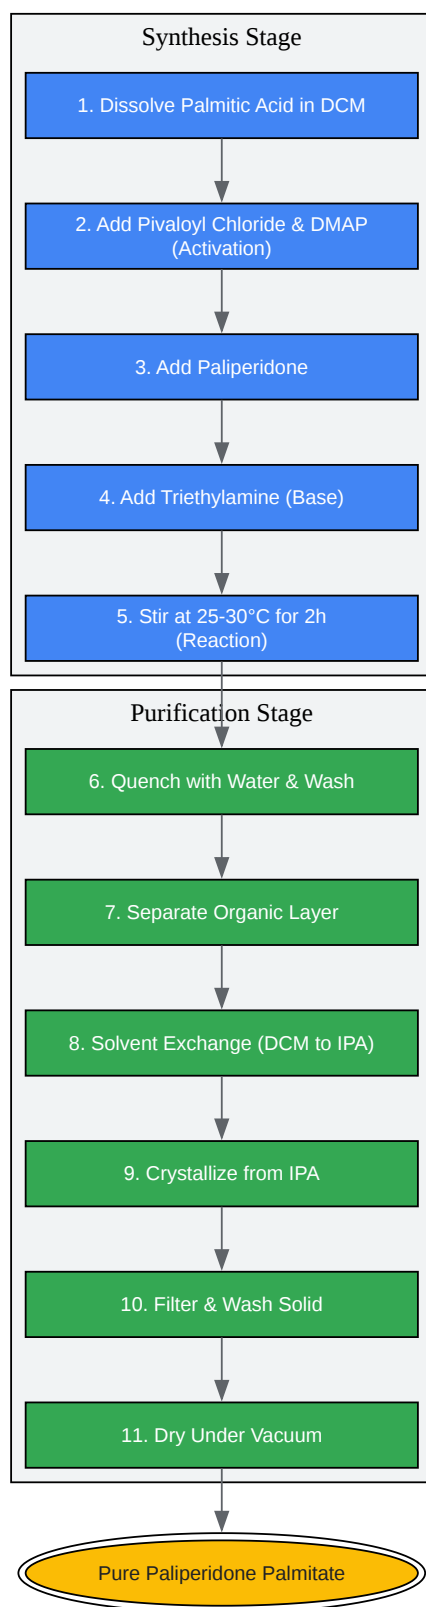 Synthesis Stage
1. Dissolve Palmitic Acid in DCM
2. Add Pivaloyl Chloride & DMAP
(Activation)
3. Add Paliperidone
4. Add Triethylamine (Base)
5. Stir at 25-30°C for 2h
(Reaction)
Purification Stage
6. Quench with Water & Wash
7. Separate Organic Layer
8. Solvent Exchange (DCM to IPA)
9. Crystallize from IPA
10. Filter & Wash Solid
11. Dry Under Vacuum
Pure Paliperidone Palmitate